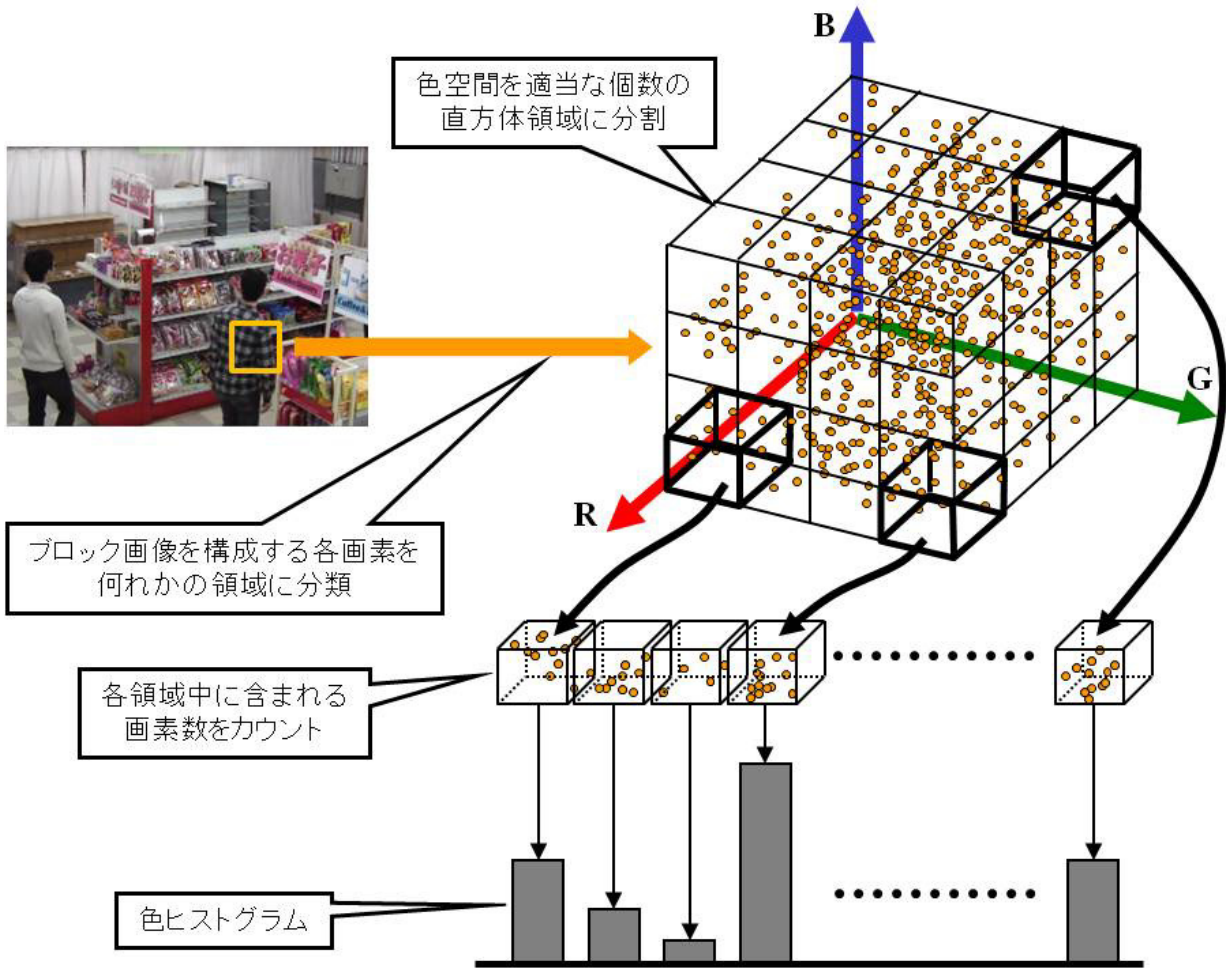 B
色空間を適当な個数の
直方体領域に分割
お菓子
G
R
ブロック画像を構成する各画素を
何れかの領域に分類
各領域中に含まれる
画素数をカウント
色ヒストグラム